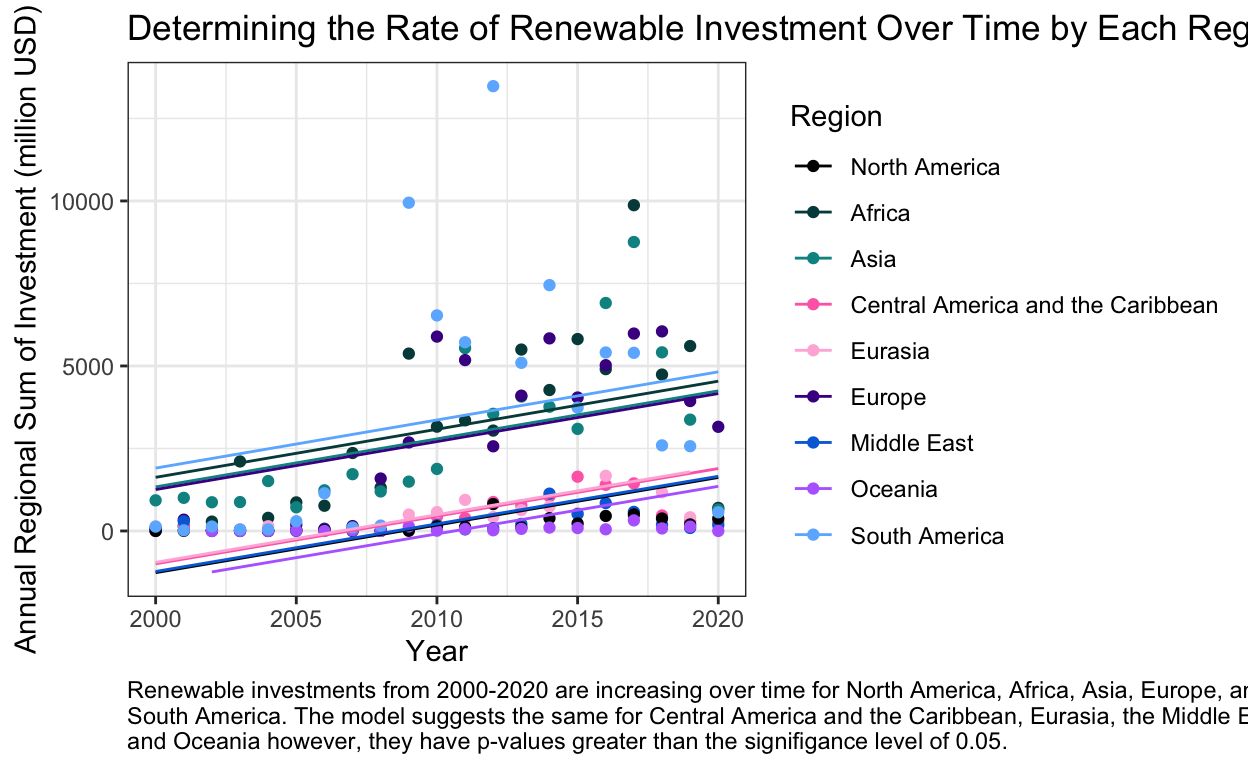 Determining the Rate of Renewable Investment Over Time by Each Reg
Annual Regional Sum of Investment (million USD)
10000
5000
0
2000 2005 2010 2015 2020
Year
Region
North America
Africa
Asia
Central America and the Caribbean
Eurasia
Europe
Middle East
Oceania
South America
Renewable investments from 2000-2020 are increasing over time for North America, Africa, Asia, Europe, an
South America. The model suggests the same for Central America and the Caribbean, Eurasia, the Middle E
and Oceania however, they have p-values greater than the signifigance level of 0.05.